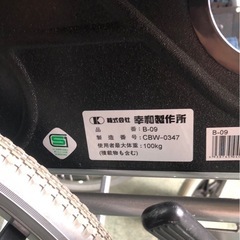 株式会社 幸和製作所
品番：B-09
製造番号：CBW-0347
使用者最大体重：100kg
(積載物も含む)
B-09